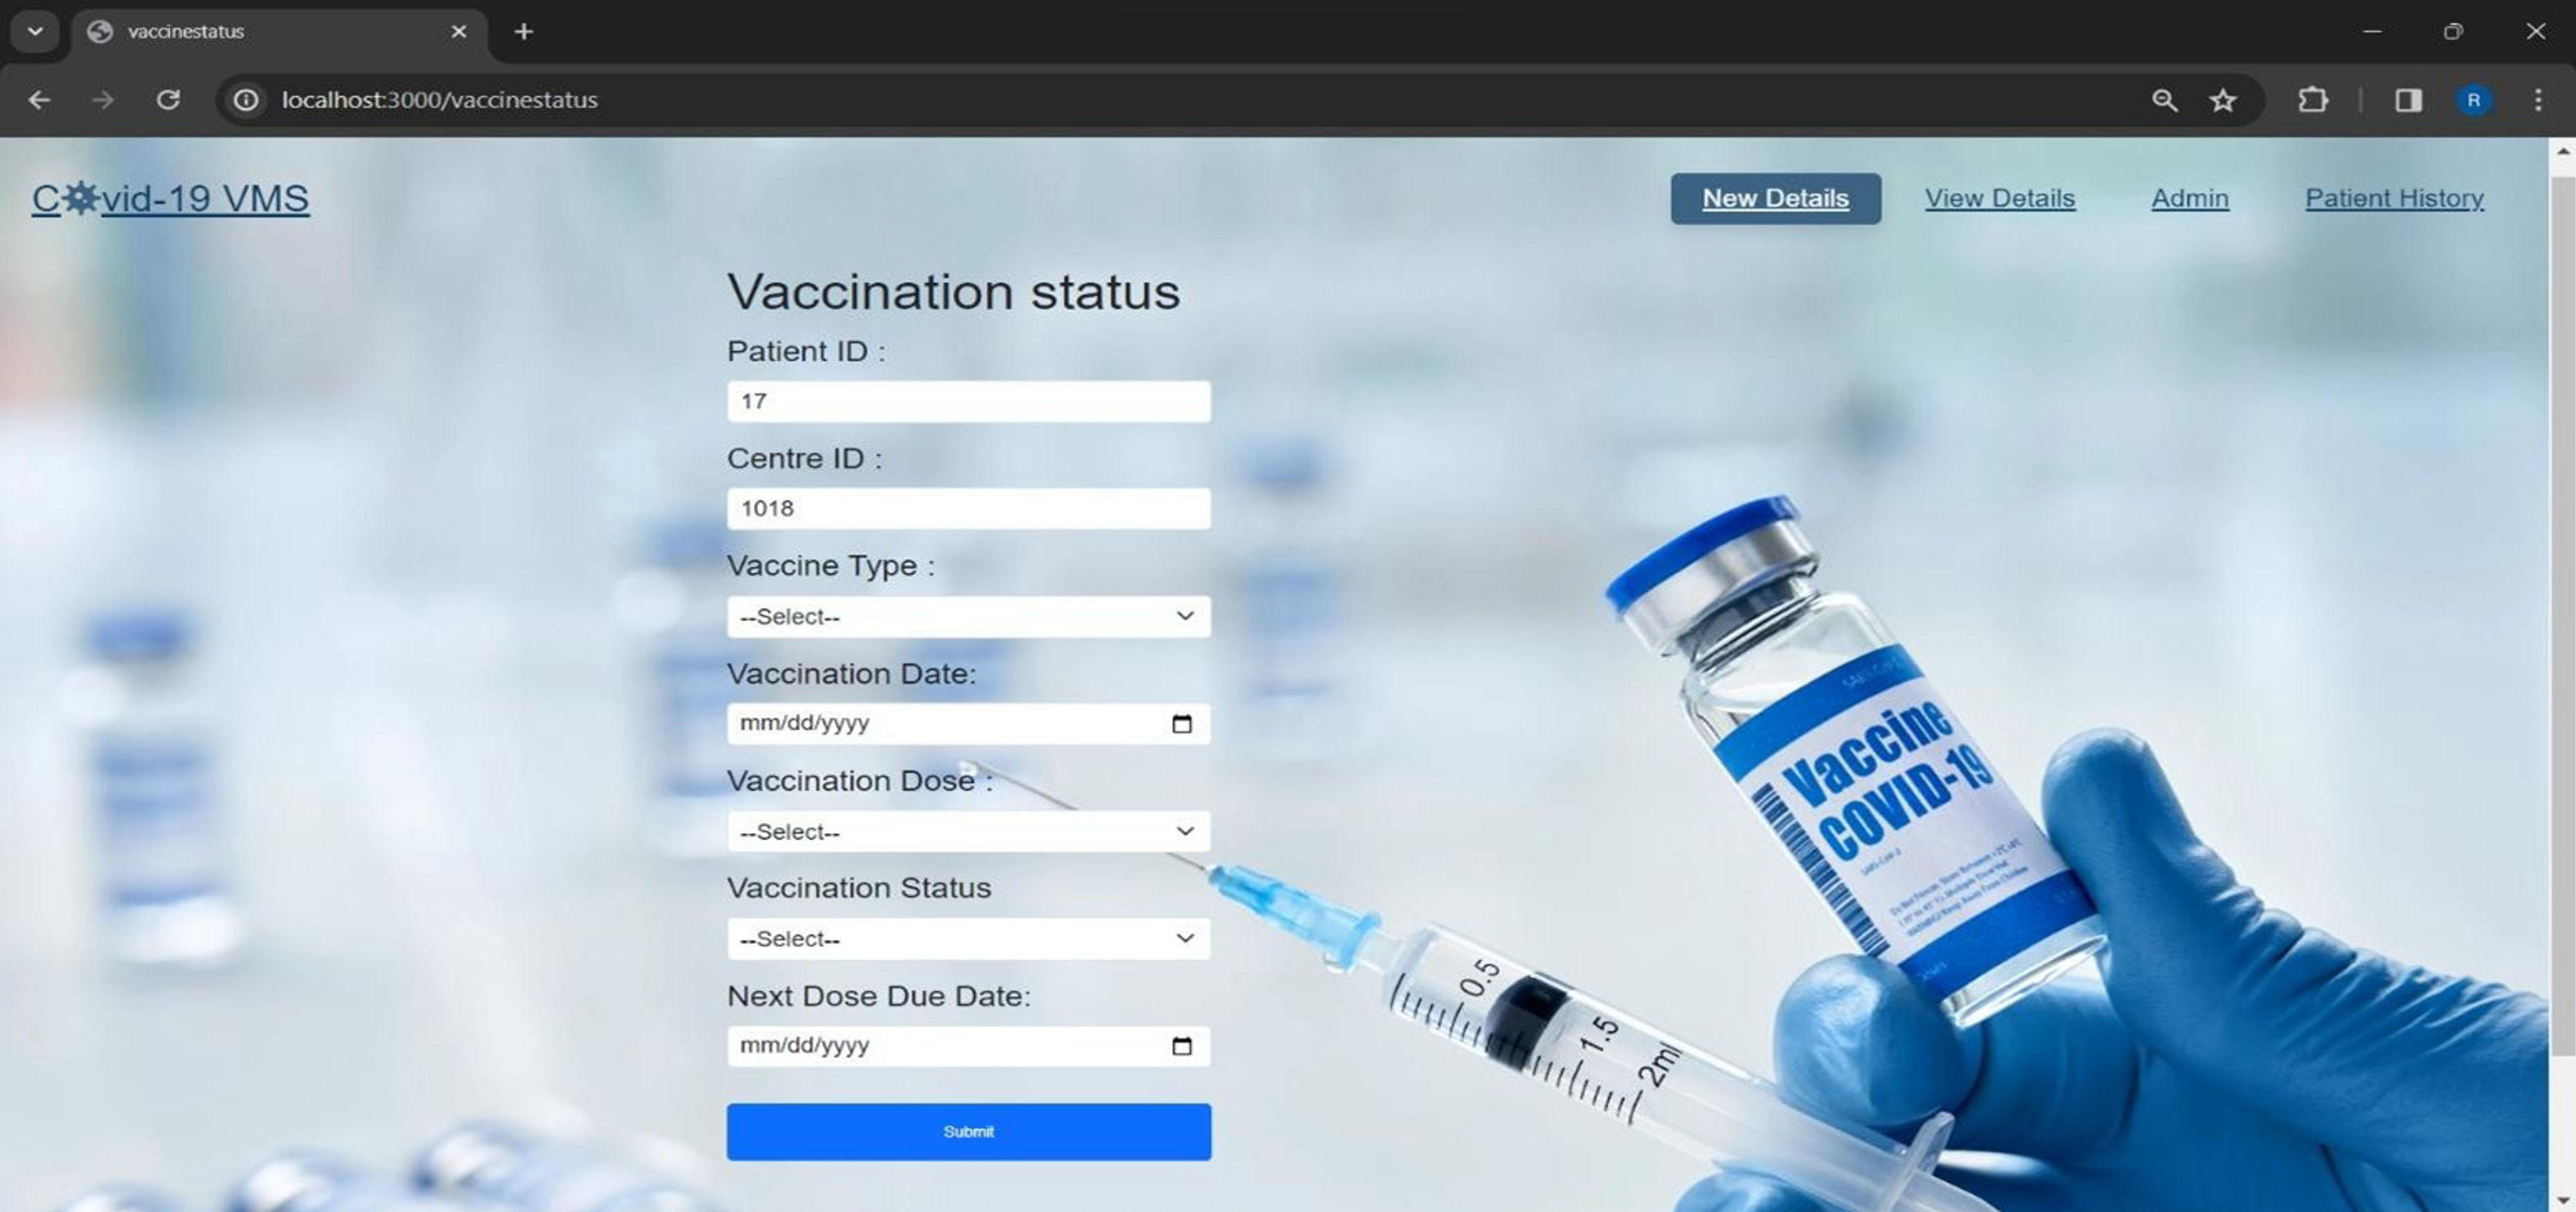 vaccinestatus
localhost:3000/vaccinestatus
R
Covid-19 VMS
New Details
View Details
Admin
Patient History
Vaccination status
Patient ID :
17
Centre ID :
1018
Vaccine Type :
--Select--
Vaccination Date:
mm/dd/yyyy
Vaccination Dose :
--Select--
Vaccination Status
--Select--
Next Dose Due Date:
mm/dd/yyyy
Submit
Vaccine
COVID-19
0.5
1.5
2ml